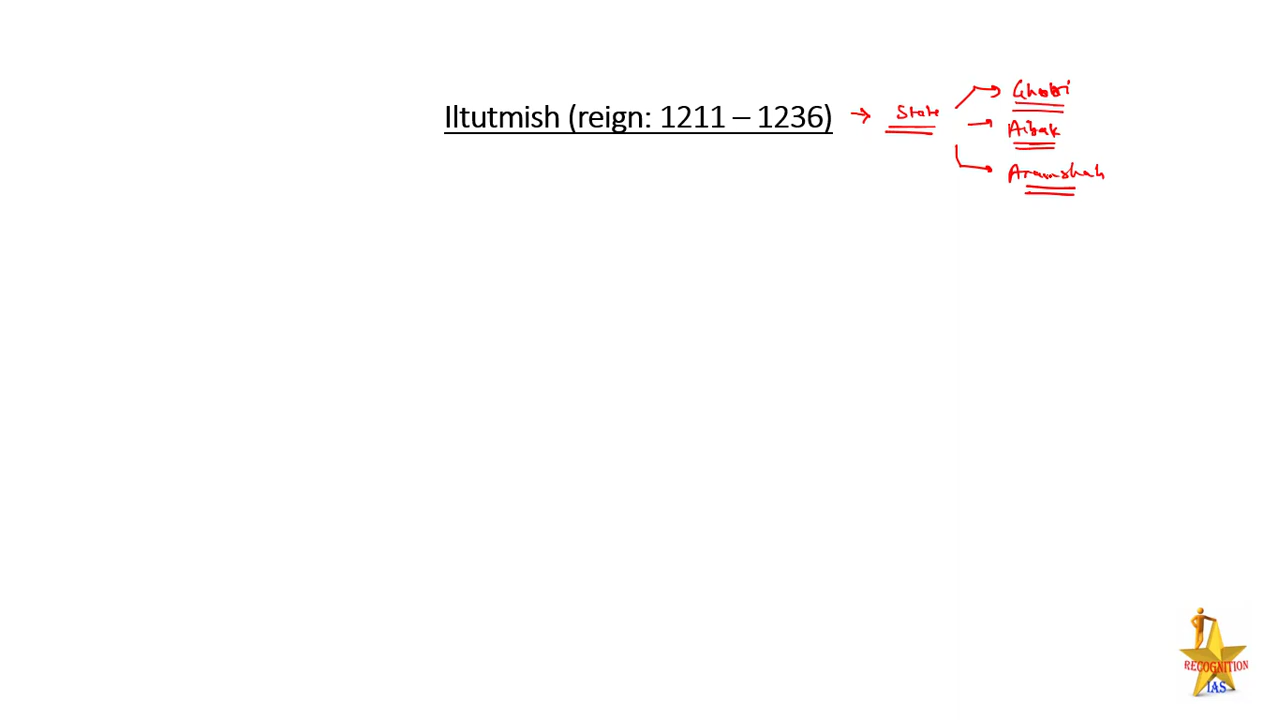 Iltutmish (reign: 1211 – 1236) → State
→ Ghori
→ Aibak
→ Aramshah
RECOGNITION
IAS